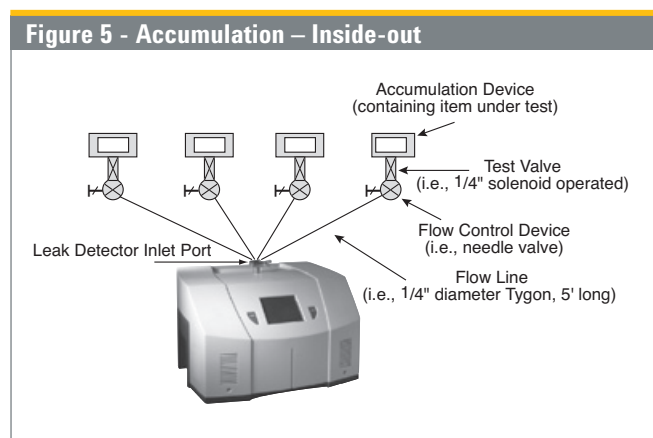 Figure 5 - Accumulation – Inside-out
Accumulation Device
(containing item under test)
Test Valve
(i.e., 1/4" solenoid operated)
Flow Control Device
(i.e., needle valve)
Leak Detector Inlet Port
Flow Line
(i.e., 1/4" diameter Tygon, 5' long)